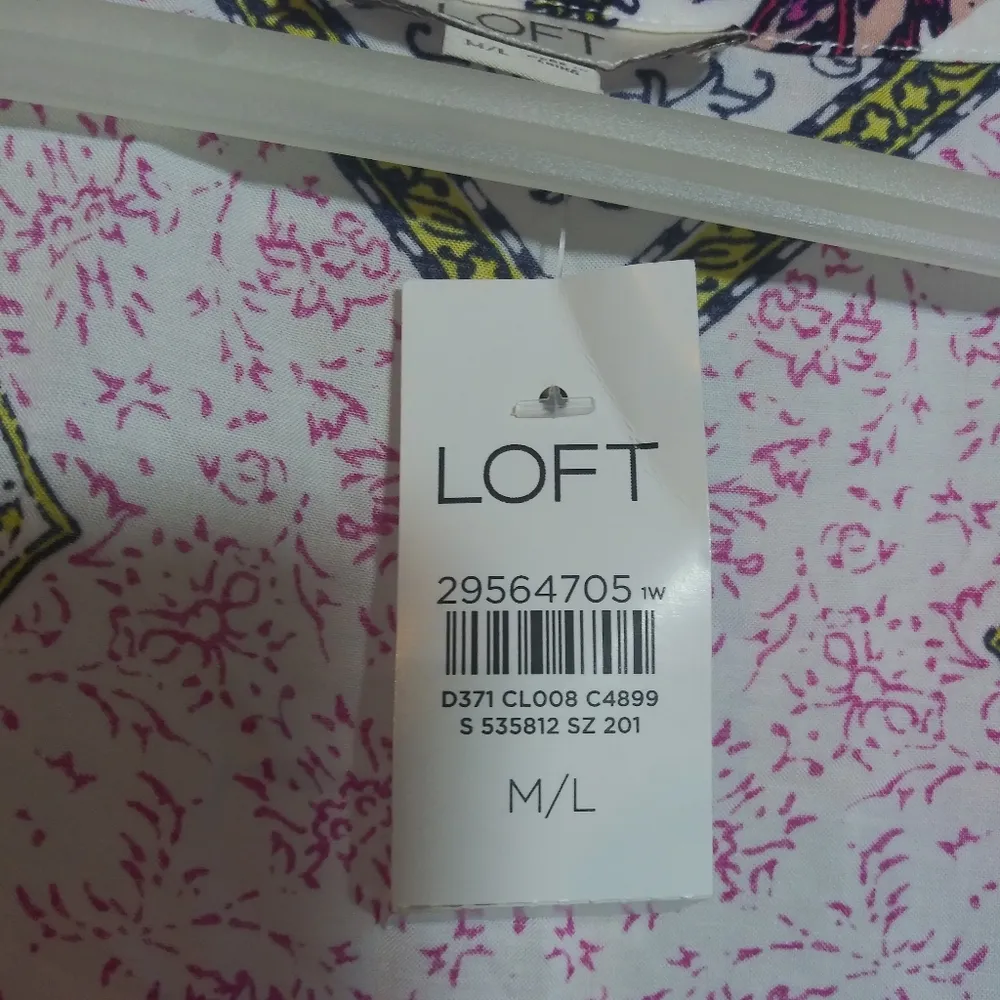 LOFT
M/L
LOFT
29564705 1W
D371 CL008 C4899
S 535812 SZ 201
M/L